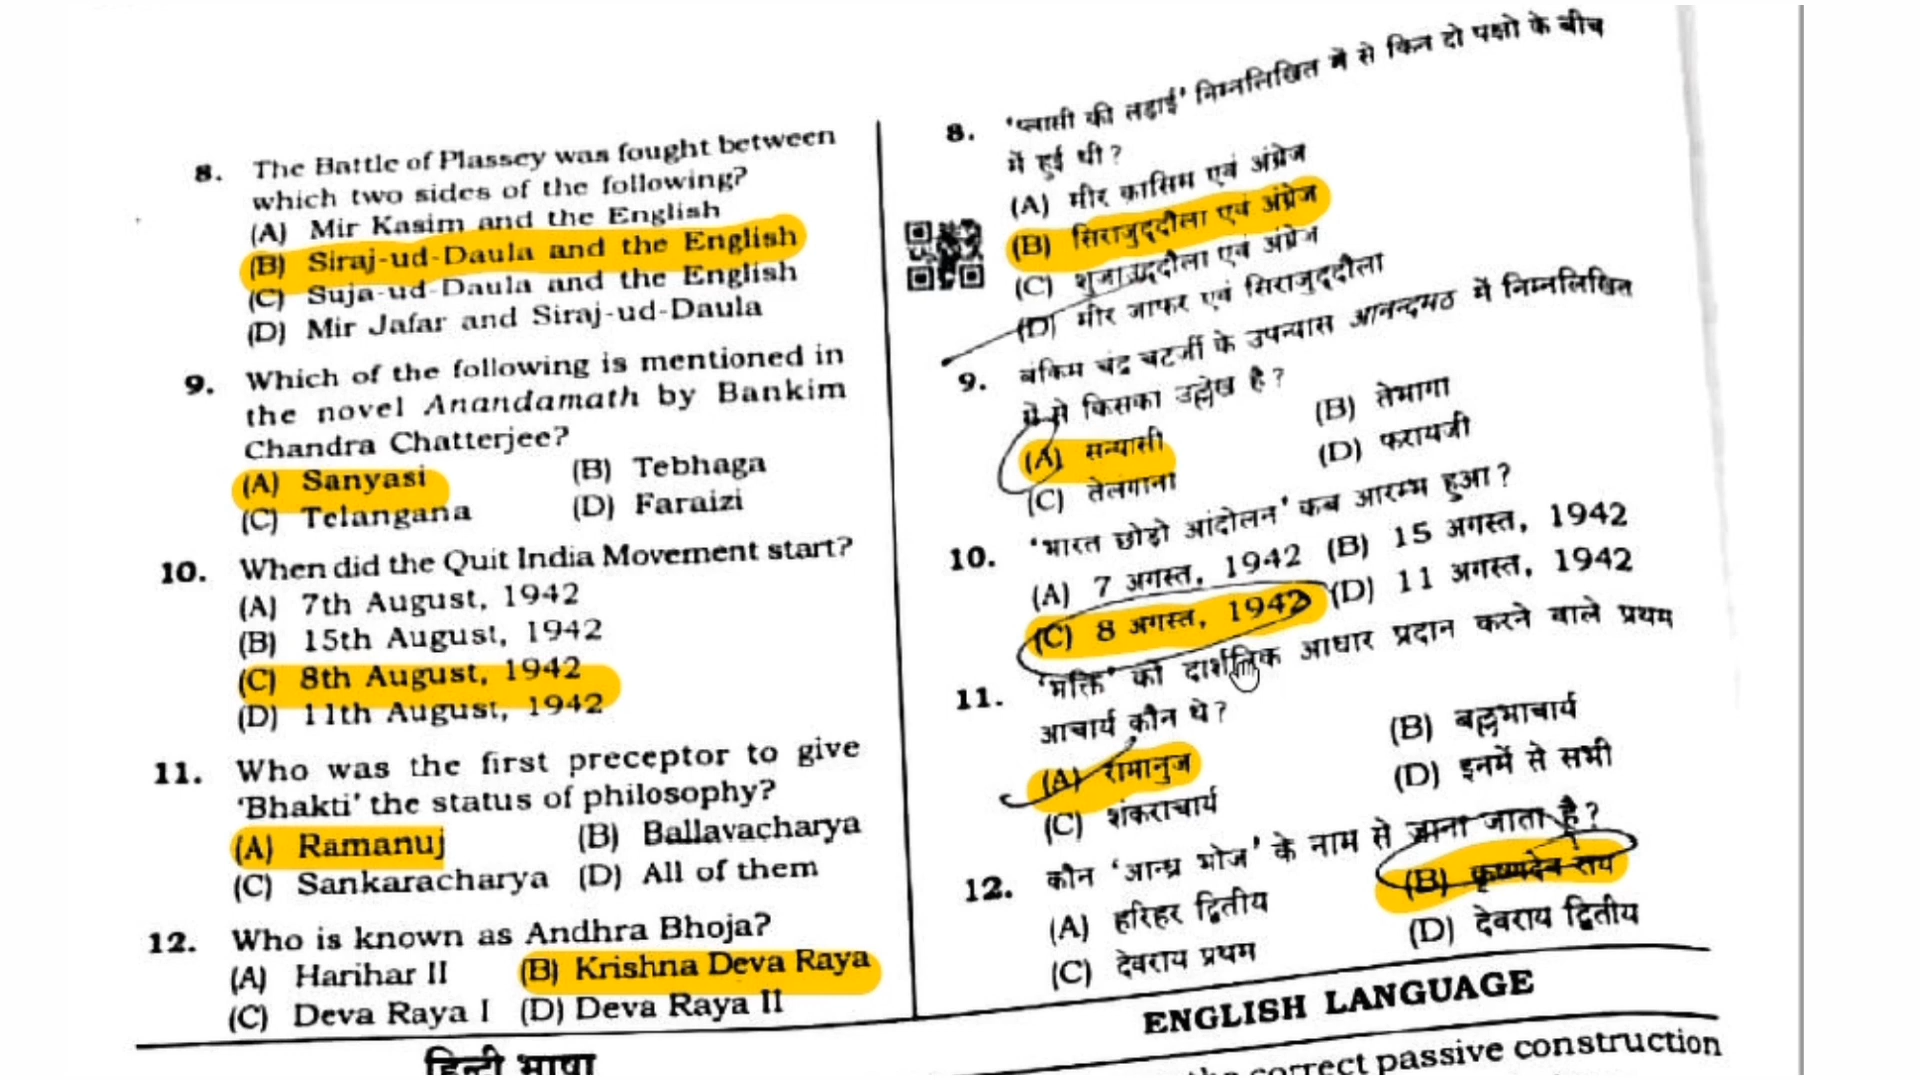 8. The Battle of Plassey was fought between
which two sides of the following?
(A) Mir Kasim and the English
(B) Siraj-ud-Daula and the English
(C) Suja-ud-Daula and the English
(D) Mir Jafar and Siraj-ud-Daula
9. Which of the following is mentioned in
the novel Anandamath by Bankim
Chandra Chatterjee?
(A) Sanyasi (B) Tebhaga
(C) Telangana (D) Faraizi
10. When did the Quit India Movement start?
(A) 7th August, 1942
(B) 15th August, 1942
(C) 8th August, 1942
(D) 11th August, 1942
11. Who was the first preceptor to give
‘Bhakti’ the status of philosophy?
(A) Ramanuj (B) Ballavacharya
(C) Sankaracharya (D) All of them
12. Who is known as Andhra Bhoja?
(A) Harihar II (B) Krishna Deva Raya
(C) Deva Raya I (D) Deva Raya II
हिन्दी भाषा
8. ‘प्लासी की लड़ाई’ निम्नलिखित में से किन दो पक्षों के बीच
में हुई थी?
(A) मीर क़ासिम एवं अंग्रेज
(B) सिराजुद्दौला एवं अंग्रेज
(C) शुजाउद्दौला एवं अंग्रेज
(D) मीर जाफर एवं सिराजुद्दौला
9. बंकिम चंद्र चटर्जी के उपन्यास आनन्दमठ में निम्नलिखित
में से किसका उल्लेख है?
(A) सन्यासी (B) तेभागा
(C) तेलंगाना (D) फरायजी
10. ‘भारत छोड़ो आंदोलन’ कब आरम्भ हुआ?
(A) 7 अगस्त, 1942 (B) 15 अगस्त, 1942
(C) 8 अगस्त, 1942 (D) 11 अगस्त, 1942
11. ‘भक्ति’ को दार्शनिक आधार प्रदान करने वाले प्रथम
आचार्य कौन थे?
(A) रामानुज (B) बल्लभाचार्य
(C) शंकराचार्य (D) इनमें से सभी
12. कौन ‘आन्ध्र भोज’ के नाम से जाना जाता है?
(A) हरिहर द्वितीय (B) कृष्णदेव राय
(C) देवराय प्रथम (D) देवराय द्वितीय
ENGLISH LANGUAGE
correct passive construction